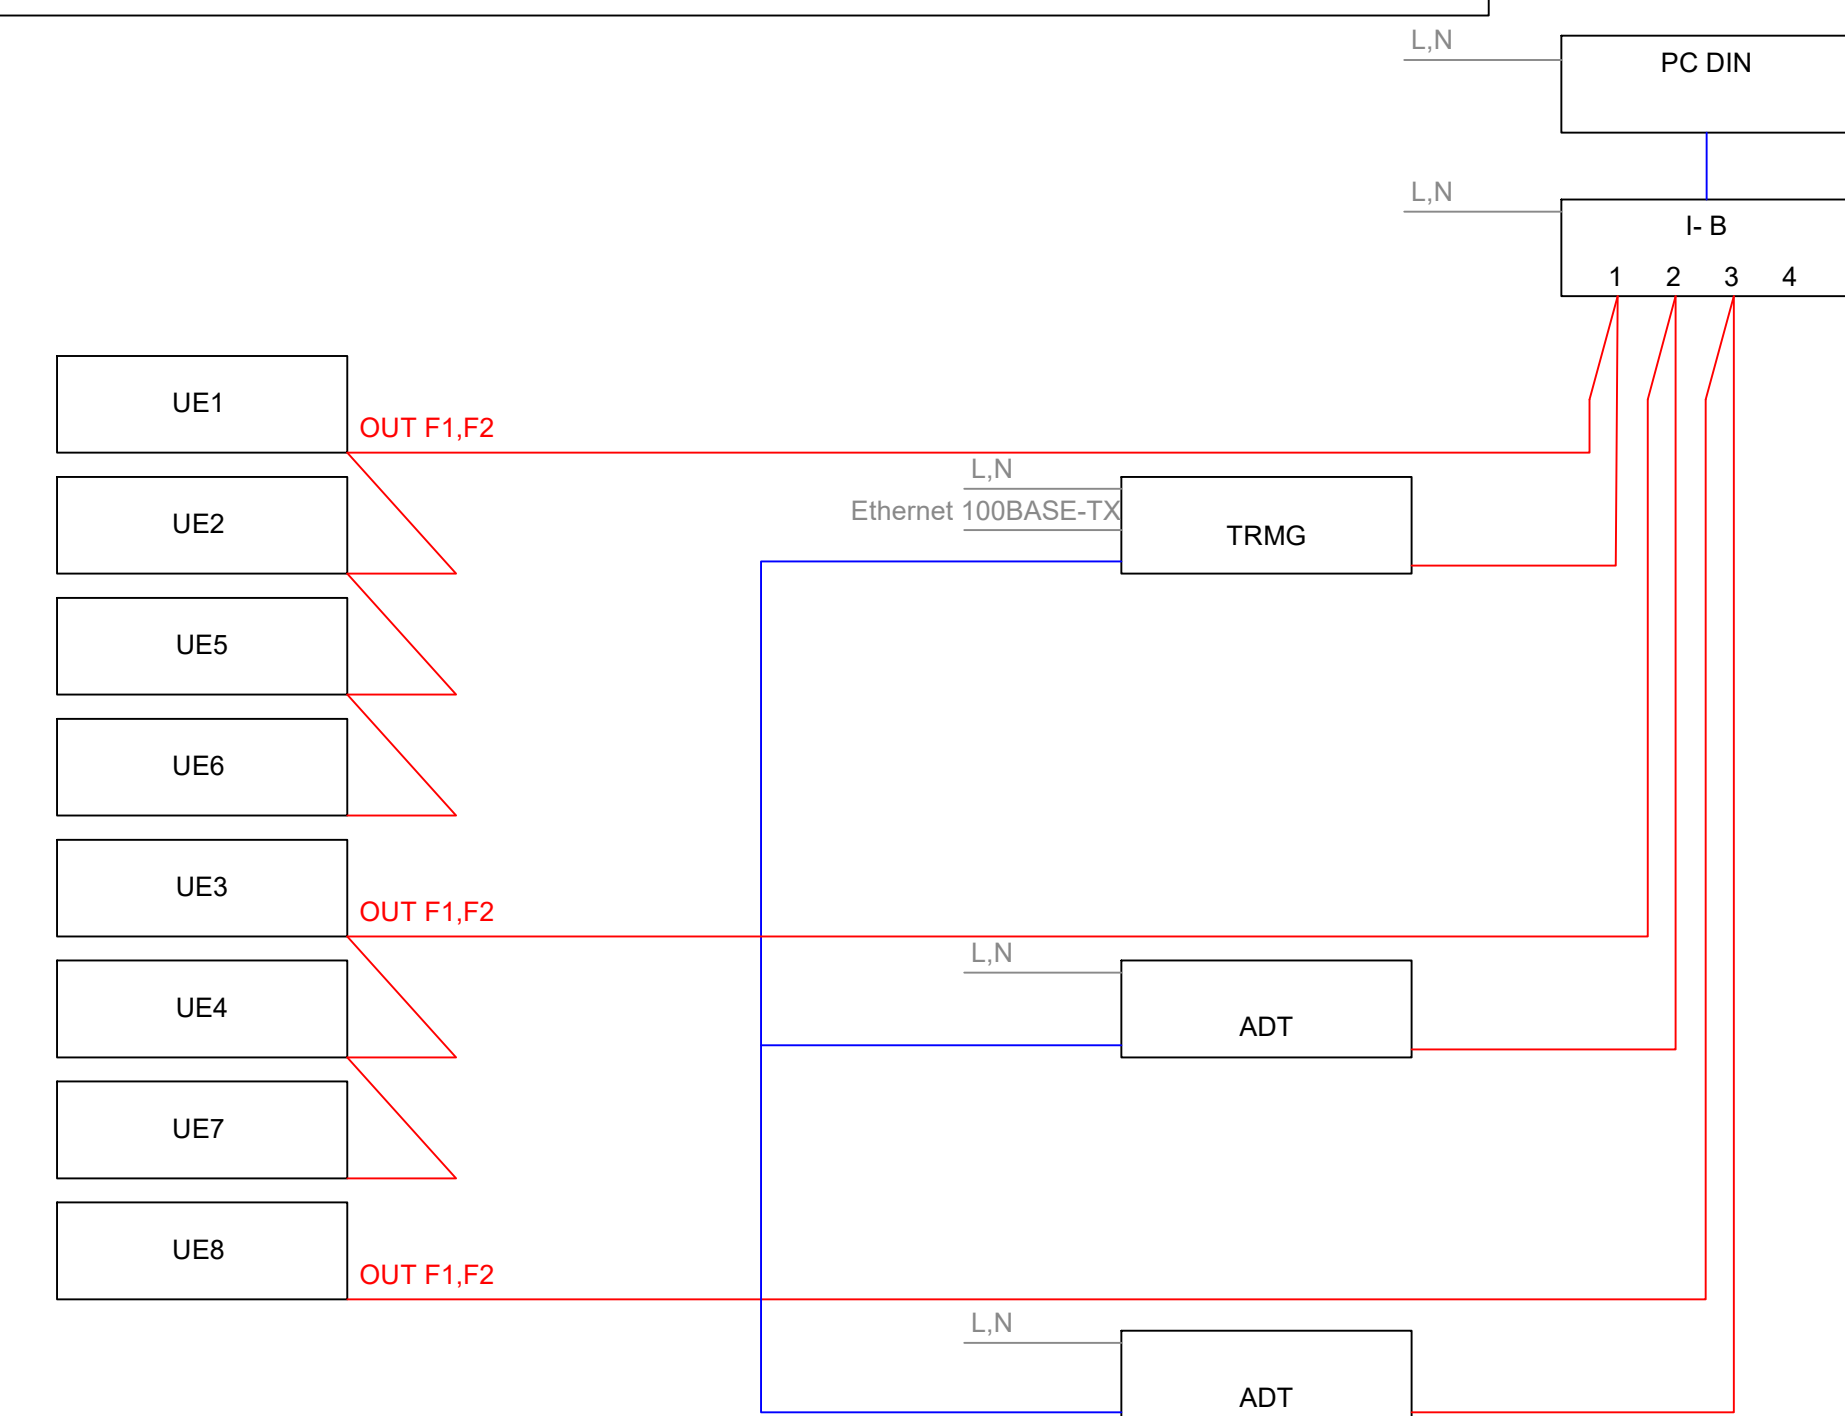 L,N
PC DIN
L,N
I- B
1 2 3 4
UE1
OUT F1,F2
L,N
Ethernet 100BASE-TX
UE2
TRMG
UE5
UE6
UE3
OUT F1,F2
L,N
UE4
ADT
UE7
UE8
OUT F1,F2
L,N
ADT